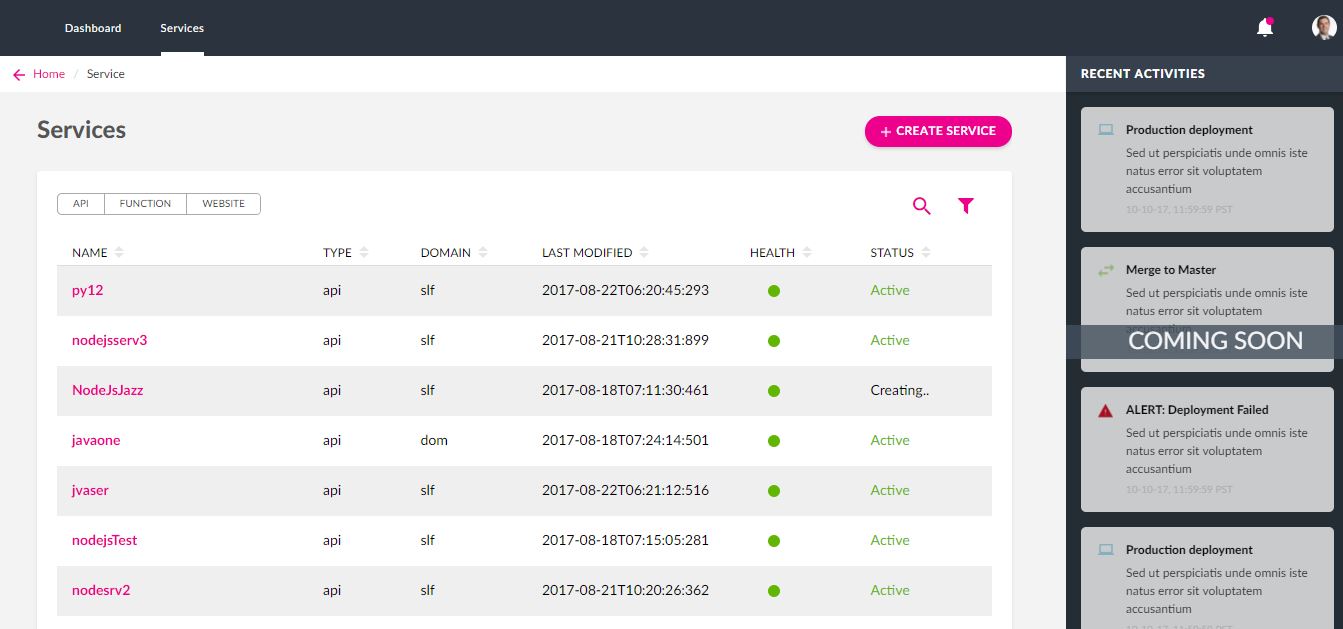 Dashboard Services
Home / Service
Services
+ CREATE SERVICE
API FUNCTION WEBSITE
NAME TYPE DOMAIN LAST MODIFIED HEALTH STATUS
py12 api slf 2017-08-22T06:20:45:293 Active
nodejsserv3 api slf 2017-08-21T10:28:31:899 Active
NodeJsJazz api slf 2017-08-18T07:11:30:461 Creating..
javaone api dom 2017-08-18T07:24:14:501 Active
jvaser api slf 2017-08-22T06:21:12:516 Active
nodejsTest api slf 2017-08-18T07:15:05:281 Active
nodesrv2 api slf 2017-08-21T10:20:26:362 Active
RECENT ACTIVITIES
Production deployment
Sed ut perspiciatis unde omnis iste
natus error sit voluptatem
accusantium
10-10-17, 11:59:59 PST
Merge to Master
Sed ut perspiciatis unde omnis iste
natus error sit voluptatem
accusantium
COMING SOON
ALERT: Deployment Failed
Sed ut perspiciatis unde omnis iste
natus error sit voluptatem
accusantium
10-10-17, 11:59:59 PST
Production deployment
Sed ut perspiciatis unde omnis iste
natus error sit voluptatem
accusantium